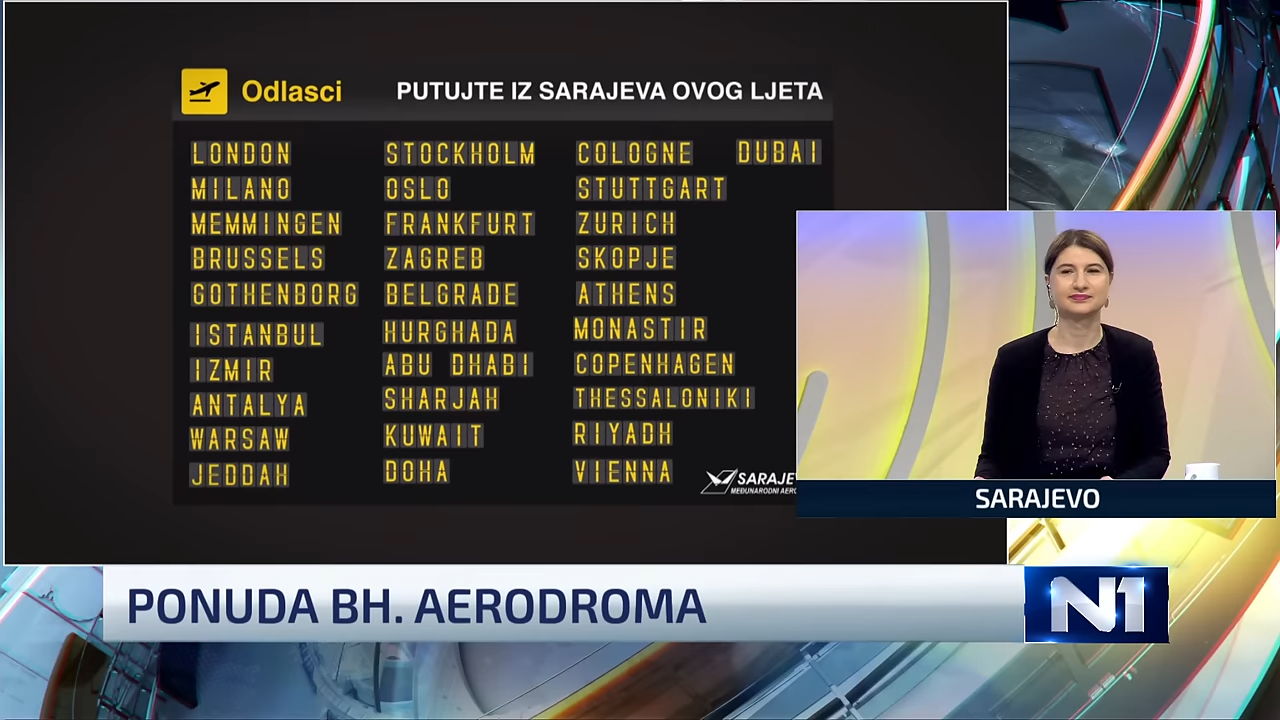 Odlasci
PUTUJTE IZ SARAJEVA OVOG LJETA
LONDON
MILANO
MEMMINGEN
BRUSSELS
GOTHENBORG
ISTANBUL
IZMIR
ANTALYA
WARSAW
JEDDAH
STOCKHOLM
OSLO
FRANKFURT
ZAGREB
BELGRADE
HURGHADA
ABU DHABI
SHARJAH
KUWAIT
DOHA
COLOGNE
STUTTGART
ZURICH
SKOPJE
ATHENS
MONASTIR
COPENHAGEN
THESSALONIKI
RIYADH
VIENNA
DUBAI
SARAJEVO
PONUDA BH. AERODROMA
N1